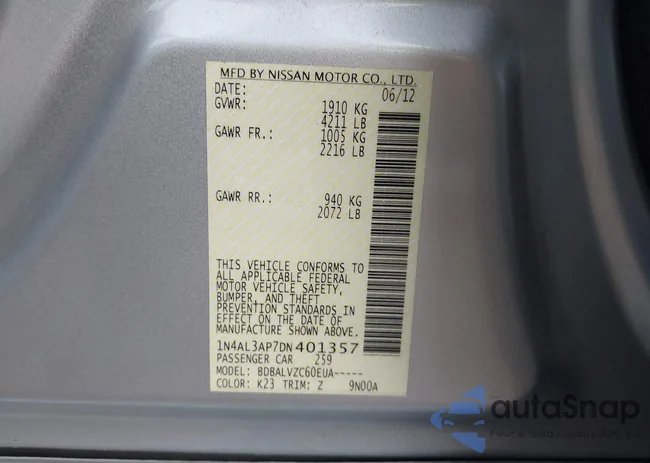 MFD BY NISSAN MOTOR CO., LTD.
DATE: 06/12
GVWR: 1910 KG
4211 LB
GAWR FR.: 1005 KG
2216 LB
GAWR RR.: 940 KG
2072 LB
THIS VEHICLE CONFORMS TO
ALL APPLICABLE FEDERAL
MOTOR VEHICLE SAFETY,
BUMPER, AND THEFT
PREVENTION STANDARDS IN
EFFECT ON THE DATE OF
MANUFACTURE SHOWN ABOVE.
1N4AL3AP7DN401357
PASSENGER CAR 259
MODEL: BDBALVZC60EUA-----
COLOR: K23 TRIM: Z 9N00A
autaSnap